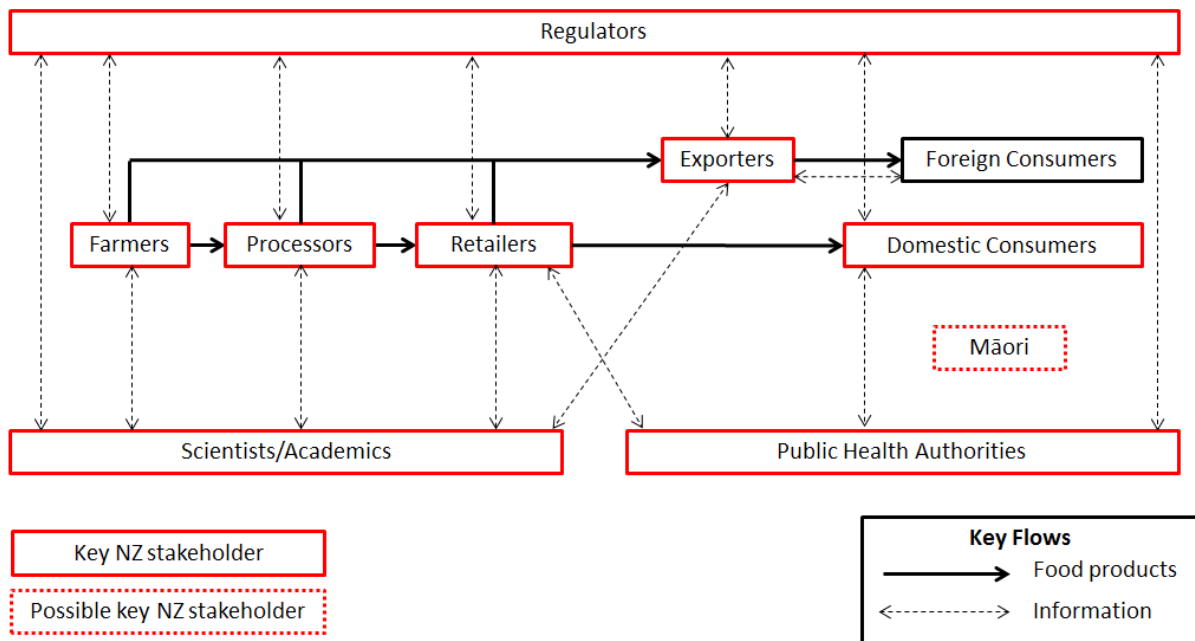 Regulators
Exporters
Foreign Consumers
Farmers
Processors
Retailers
Domestic Consumers
Māori
Scientists/Academics
Public Health Authorities
Key NZ stakeholder
Possible key NZ stakeholder
Key Flows
Food products
Information